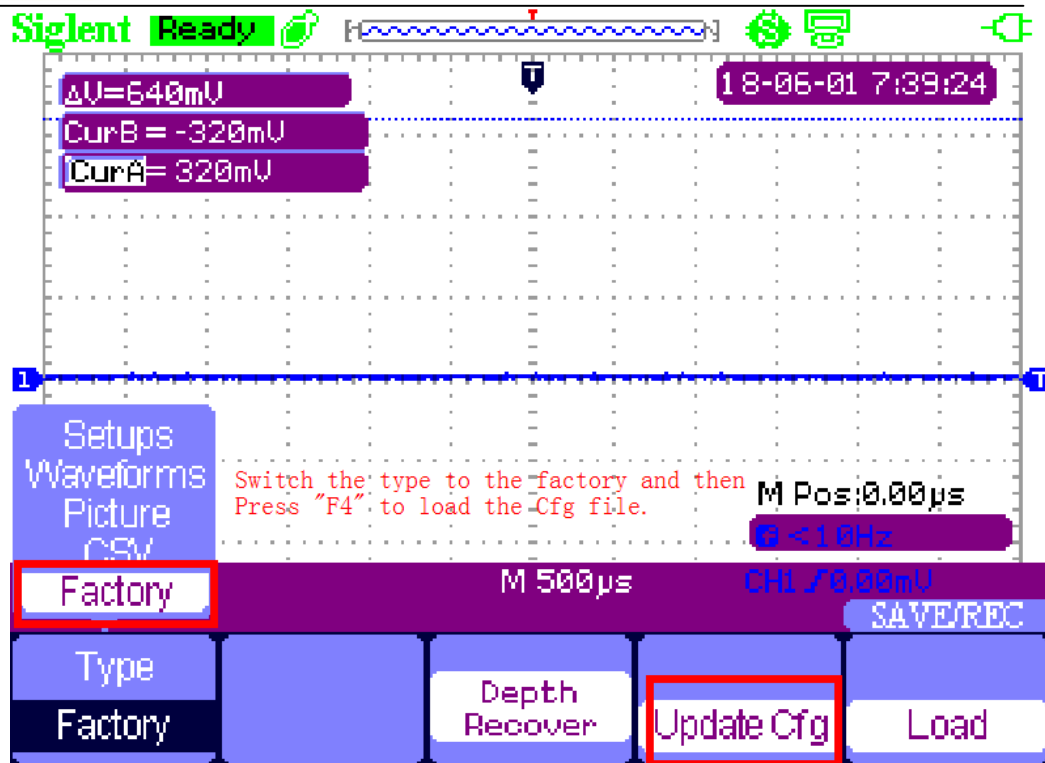 Siglent Ready
T
18-06-01 7:39:24
ΔV=640mV
CurB=-320mV
CurA=320mV
1
T
Setups
Waveforms
Picture
CSV
Factory
Switch the type to the factory and then
Press "F4" to load the Cfg file.
M Pos:0.00µs
<10Hz
M 500µs
CH1 0.00mV
SAVE/REC
Type
Factory
Depth
Recover
Update Cfg
Load